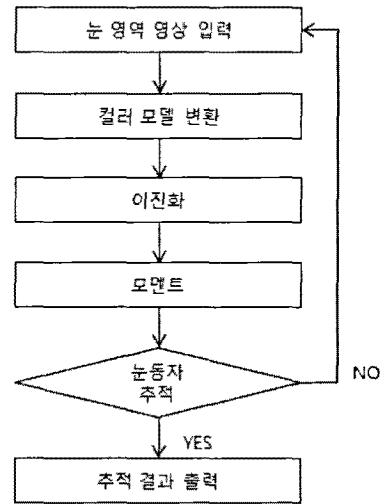 눈 영역 영상 입력
컬러 모델 변환
이진화
모멘트
눈동자
추적
NO
YES
추적 결과 출력